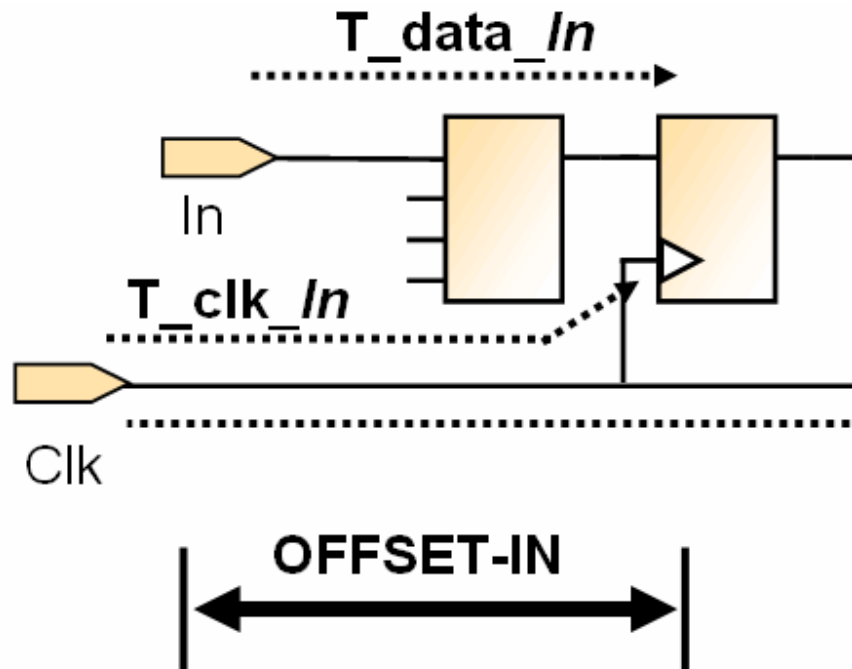 T_data_In
In
T_clk_In
Clk
OFFSET-IN